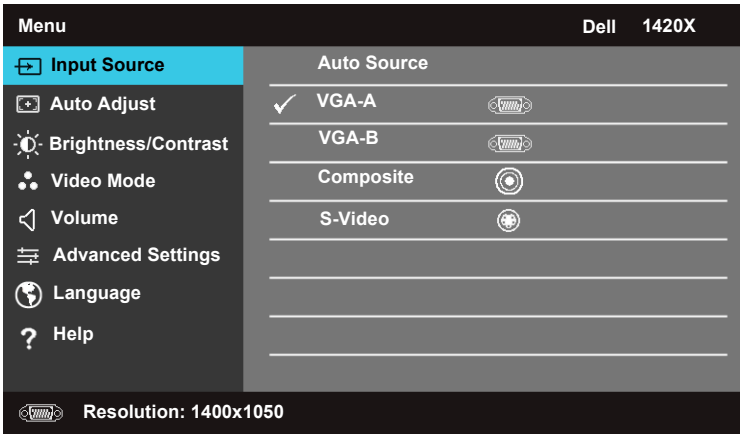 Menu Dell 1420X
Input Source
Auto Adjust
Brightness/Contrast
Video Mode
Volume
Advanced Settings
Language
Help
Auto Source
VGA-A
VGA-B
Composite
S-Video
Resolution: 1400x1050